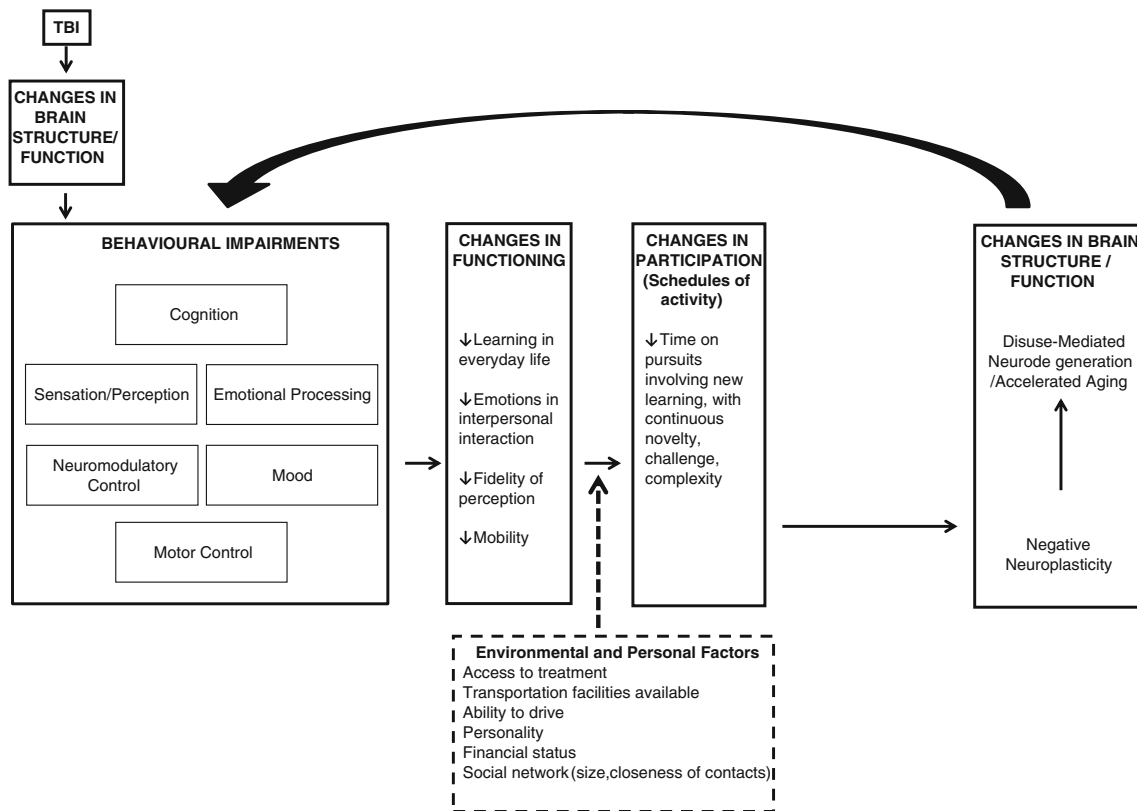 TBI
CHANGES IN
BRAIN
STRUCTURE/
FUNCTION
BEHAVIOURAL IMPAIRMENTS
Cognition
Sensation/Perception
Emotional Processing
Neuromodulatory
Control
Mood
Motor Control
CHANGES IN
FUNCTIONING
↓Learning in
everyday life
↓Emotions in
interpersonal
interaction
↓Fidelity of
perception
↓Mobility
CHANGES IN
PARTICIPATION
(Schedules of
activity)
↓Time on
pursuits
involving new
learning, with
continuous
novelty,
challenge,
complexity
CHANGES IN BRAIN
STRUCTURE /
FUNCTION
Disuse-Mediated
Neurode generation
/Accelerated Aging
Negative
Neuroplasticity
Environmental and Personal Factors
Access to treatment
Transportation facilities available
Ability to drive
Personality
Financial status
Social network (size,closeness of contacts)